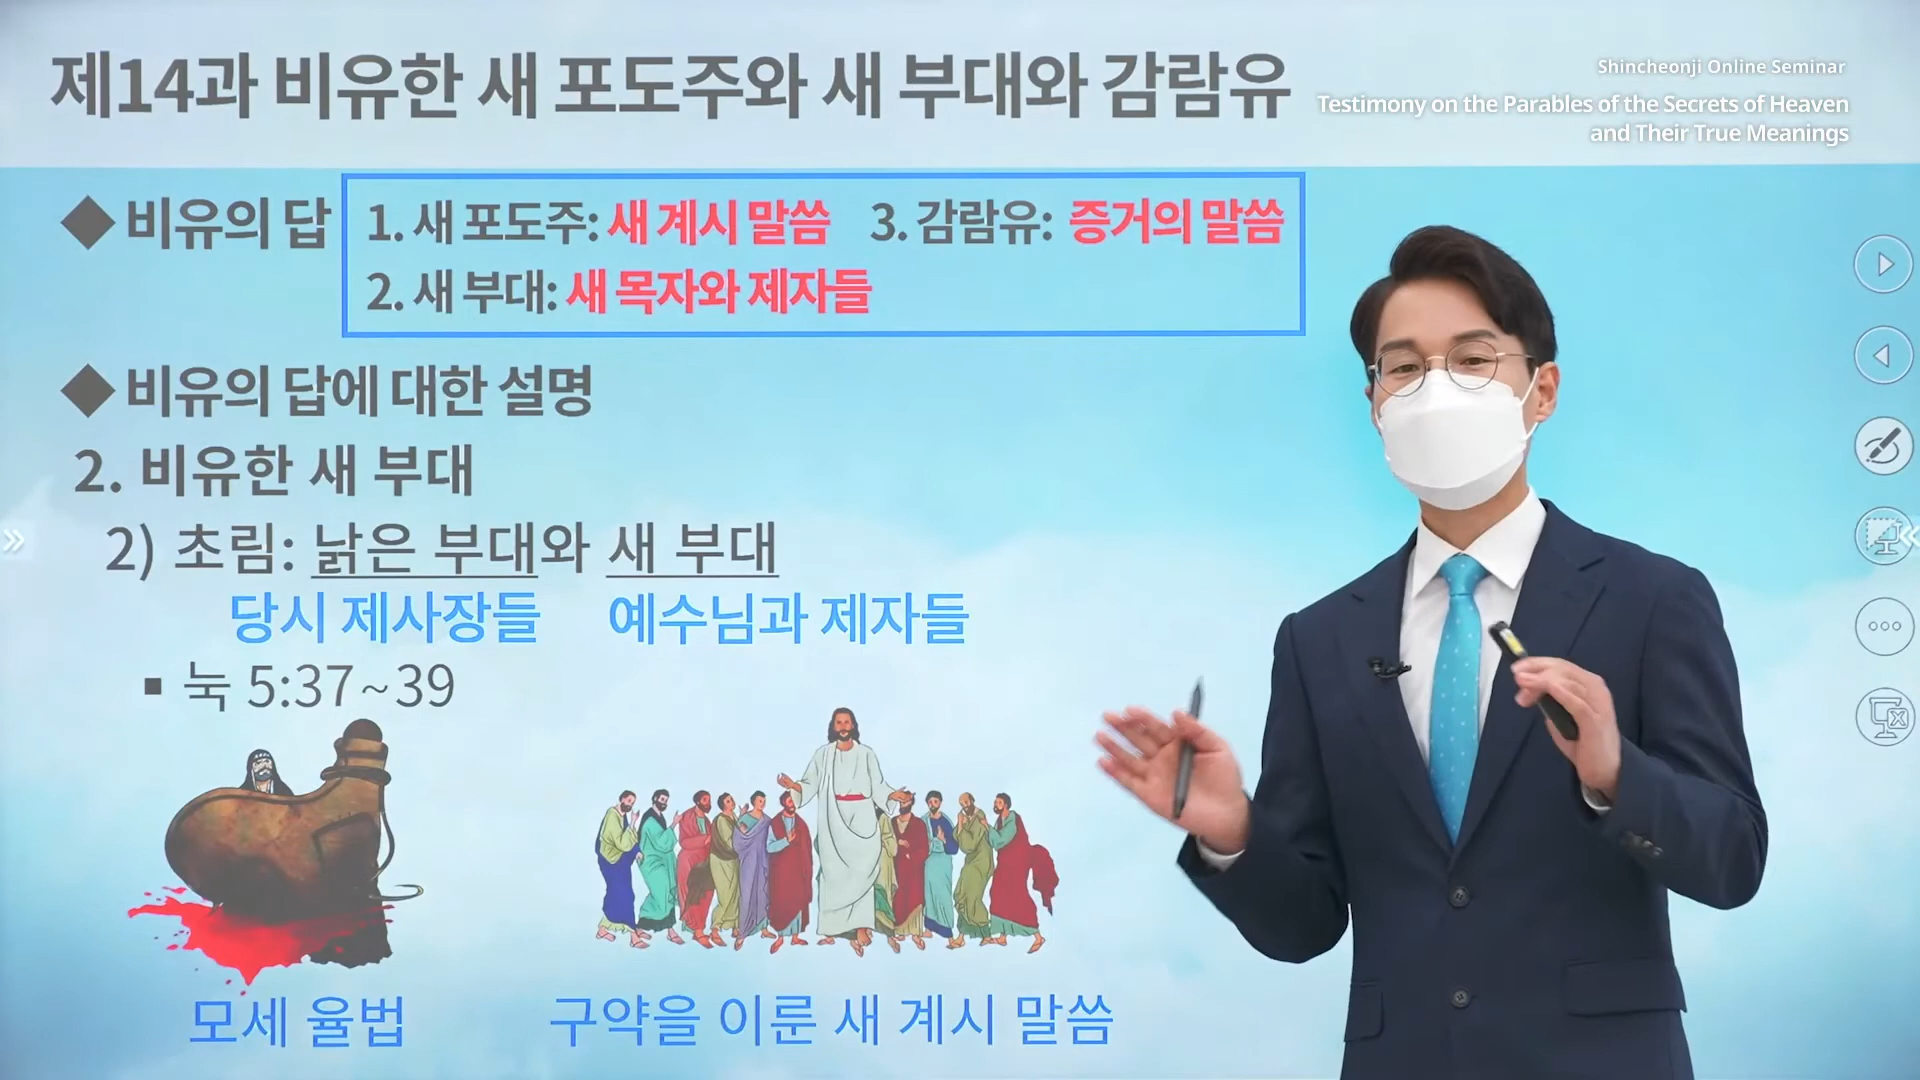 제14과 비유한 새 포도주와 새 부대와 감람유
Shincheonji Online Seminar
Testimony on the Parables of the Secrets of Heaven
and Their True Meanings
◆ 비유의 답
1. 새 포도주: 새 계시 말씀 3. 감람유: 증거의 말씀
2. 새 부대: 새 목자와 제자들
◆ 비유의 답에 대한 설명
2. 비유한 새 부대
2) 초림: 낡은 부대와 새 부대
당시 제사장들 예수님과 제자들
▪ 눅 5:37~39
모세 율법
구약을 이룬 새 계시 말씀